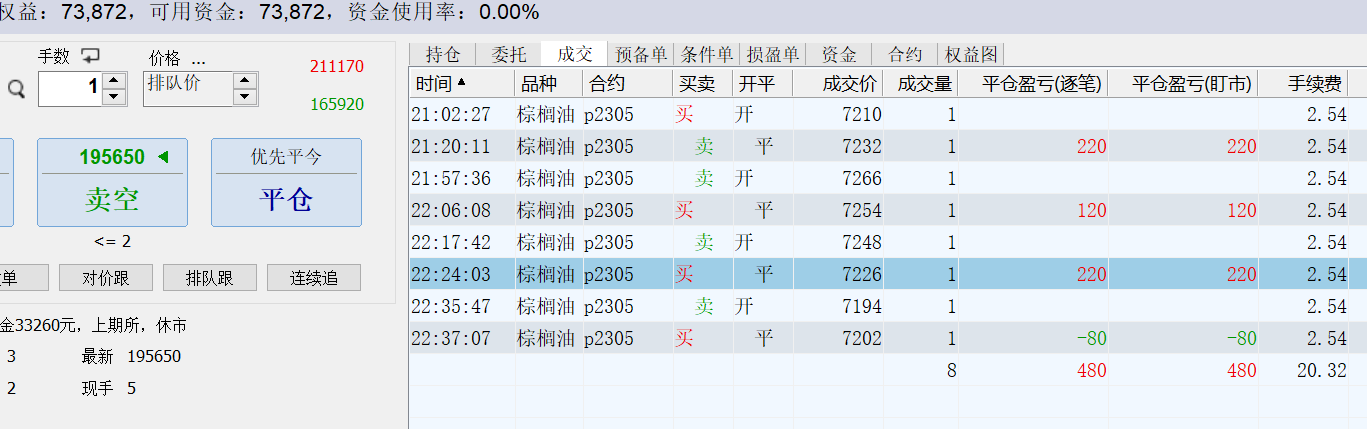 权益：73,872，可用资金：73,872，资金使用率：0.00%
手数 价格 ...
1 排队价
211170
165920
195650
卖空
<= 2
优先平今
平仓
单 对价跟 排队跟 连续追
金33260元，上期所，休市
3 最新 195650
2 现手 5
持仓 委托 成交 预备单 条件单 损盈单 资金 合约 权益图
时间 品种 合约 买卖 开平 成交价 成交量 平仓盈亏(逐笔) 平仓盈亏(盯市) 手续费
21:02:27 棕榈油 p2305 买 开 7210 1 2.54
21:20:11 棕榈油 p2305 卖 平 7232 1 220 220 2.54
21:57:36 棕榈油 p2305 卖 开 7266 1 2.54
22:06:08 棕榈油 p2305 买 平 7254 1 120 120 2.54
22:17:42 棕榈油 p2305 卖 开 7248 1 2.54
22:24:03 棕榈油 p2305 买 平 7226 1 220 220 2.54
22:35:47 棕榈油 p2305 卖 开 7194 1 2.54
22:37:07 棕榈油 p2305 买 平 7202 1 -80 -80 2.54
8 480 480 20.32